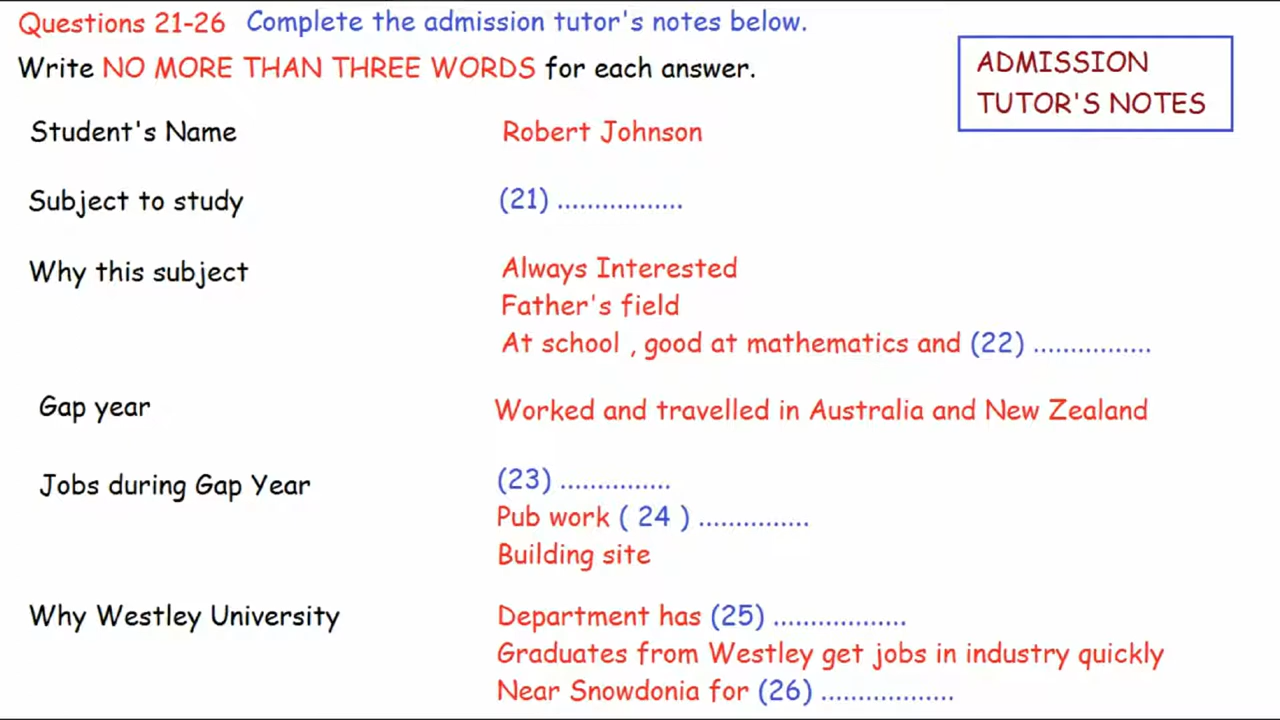 Questions 21-26 Complete the admission tutor's notes below.
Write NO MORE THAN THREE WORDS for each answer.
ADMISSION
TUTOR'S NOTES
Student's Name Robert Johnson
Subject to study (21) .................
Why this subject Always Interested
Father's field
At school , good at mathematics and (22) ................
Gap year Worked and travelled in Australia and New Zealand
Jobs during Gap Year (23) ...............
Pub work ( 24 ) ...............
Building site
Why Westley University Department has (25) ..................
Graduates from Westley get jobs in industry quickly
Near Snowdonia for (26) ..................